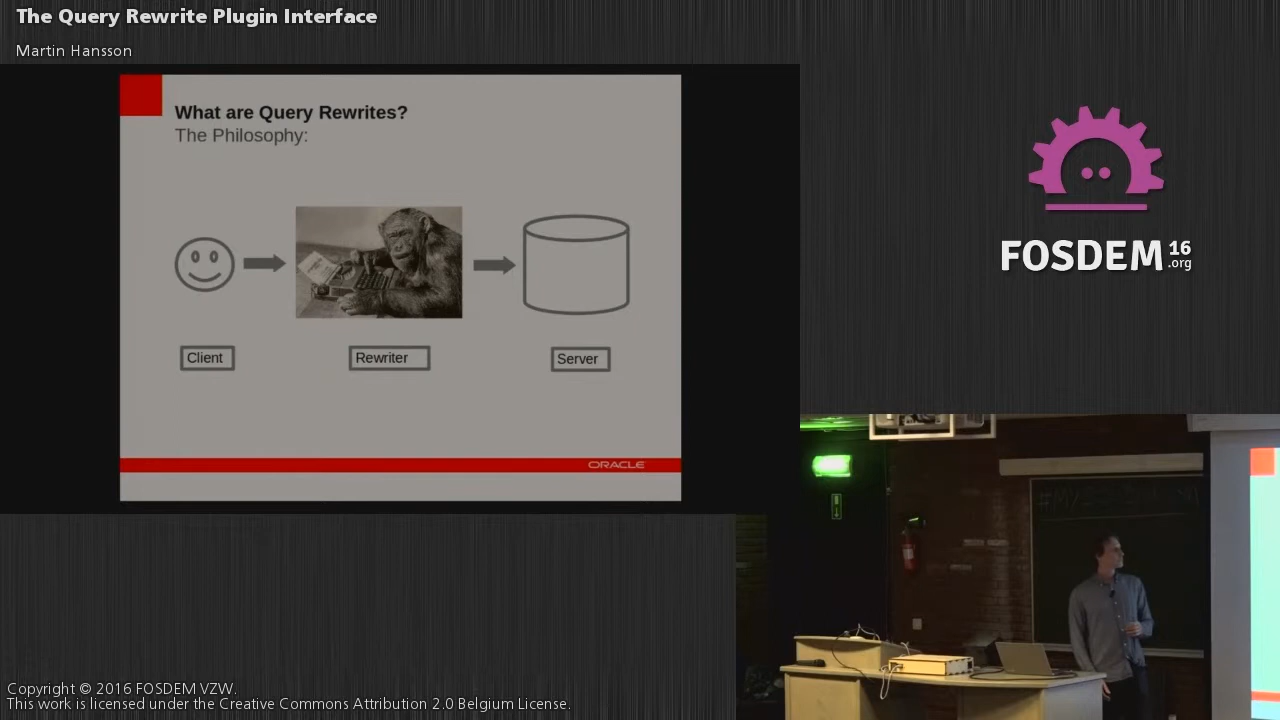 The Query Rewrite Plugin Interface
Martin Hansson
What are Query Rewrites?
The Philosophy:
Client
Rewriter
Server
ORACLE
FOSDEM 16
.org
Copyright © 2016 FOSDEM VZW.
This work is licensed under the Creative Commons Attribution 2.0 Belgium License.